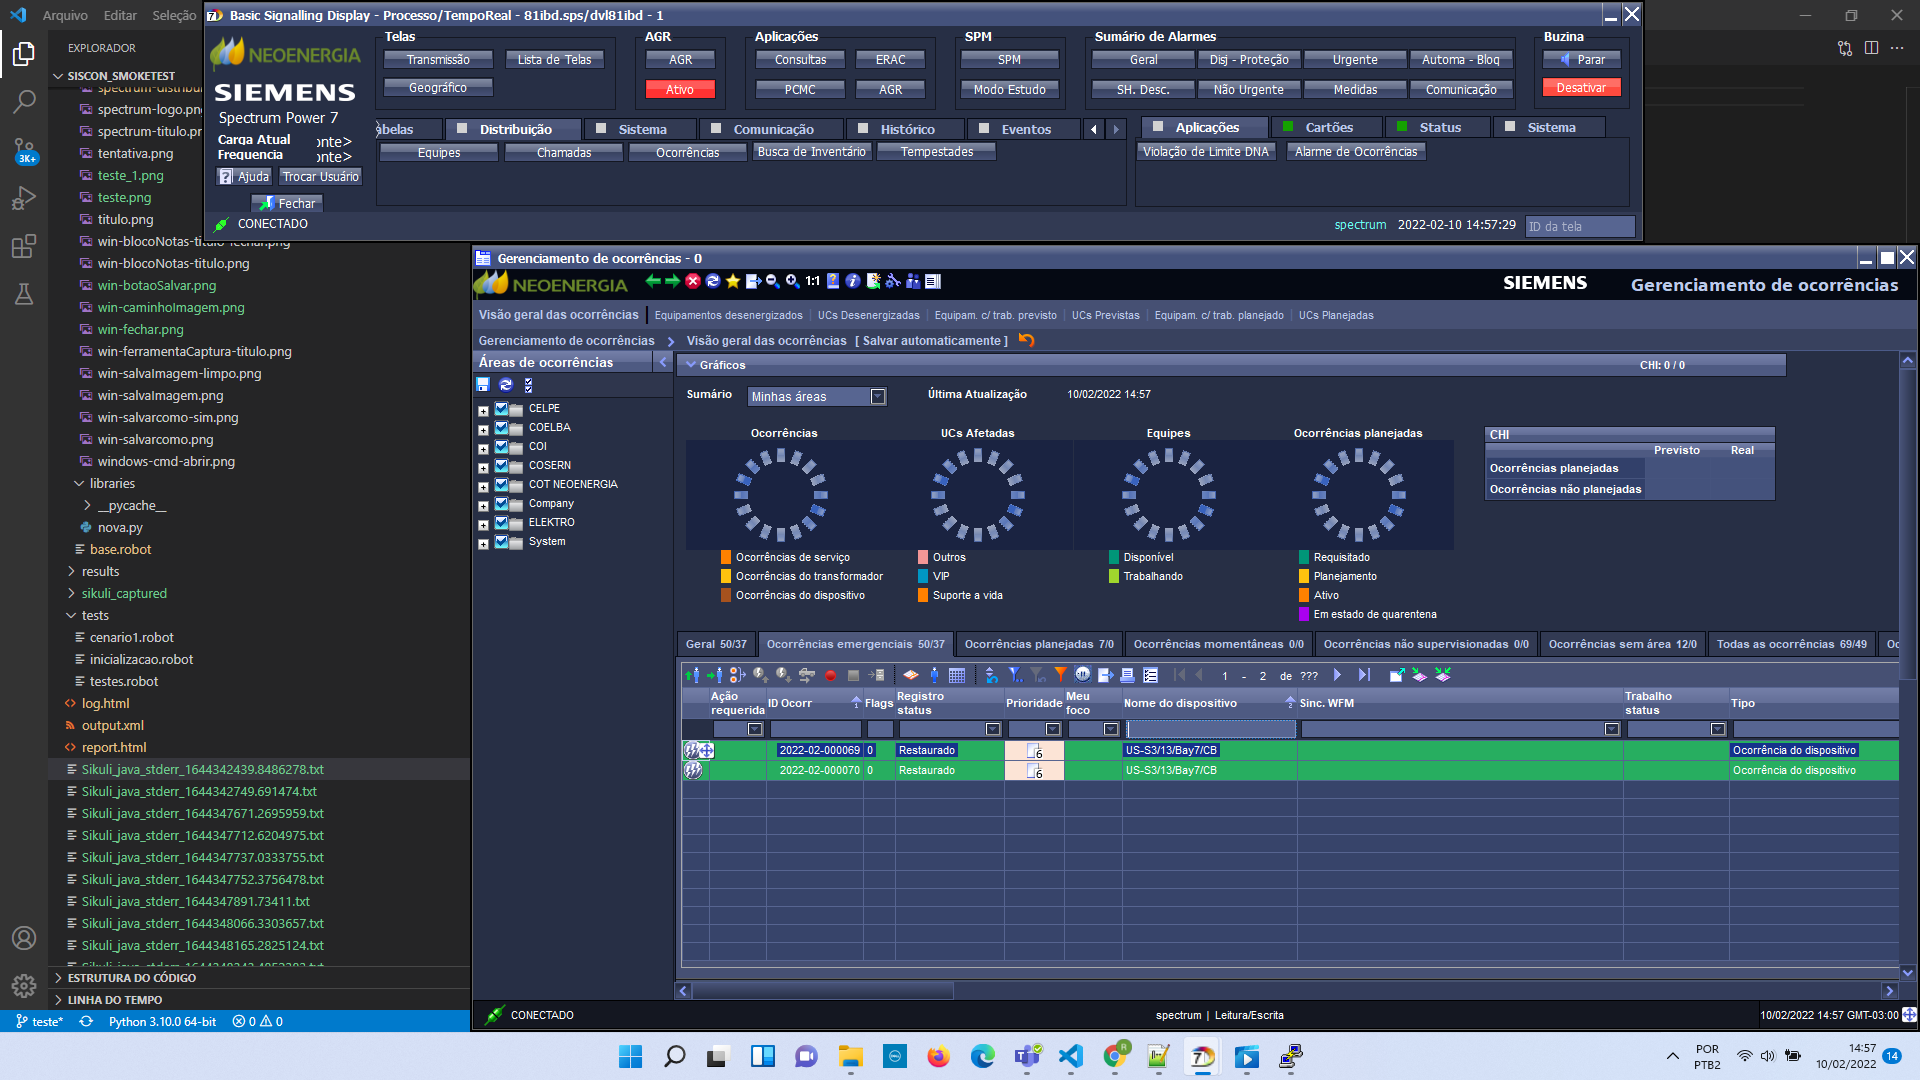 Arquivo Editar Seleção
EXPLORADOR
SISCON_SMOKETEST
spectrum-distribu
spectrum-logo.png
spectrum-titulo.pr
tentativa.png
teste_1.png
teste.png
titulo.png
win-blocoNotas-titulo-fechar.png
win-blocoNotas-titulo.png
win-botaoSalvar.png
win-caminhoImagem.png
win-fechar.png
win-ferramentaCaptura-titulo.png
win-salvaImagem-limpo.png
win-salvaImagem.png
win-salvarcomo-sim.png
win-salvarcomo.png
windows-cmd-abrir.png
libraries
__pycache__
nova.py
base.robot
results
sikuli_captured
tests
cenario1.robot
inicializacao.robot
testes.robot
log.html
output.xml
report.html
Sikuli_java_stderr_1644342439.8486278.txt
Sikuli_java_stderr_1644342749.691474.txt
Sikuli_java_stderr_1644347671.2695959.txt
Sikuli_java_stderr_1644347712.6204975.txt
Sikuli_java_stderr_1644347737.0333755.txt
Sikuli_java_stderr_1644347752.3756478.txt
Sikuli_java_stderr_1644347891.73411.txt
Sikuli_java_stderr_1644348066.3303657.txt
Sikuli_java_stderr_1644348165.2825124.txt
ESTRUTURA DO CÓDIGO
LINHA DO TEMPO
3K+
teste* Python 3.10.0 64-bit 0 0
Basic Signalling Display - Processo/TempoReal - 81ibd.sps/dvl81ibd - 1
NEOENERGIA
SIEMENS
Spectrum Power 7
Carga Atual onte>
Frequencia onte>
Ajuda Trocar Usuário
Fechar
CONECTADO
Telas
Transmissão Lista de Telas
Geográfico
AGR
AGR
Ativo
Aplicações
Consultas ERAC
PCMC AGR
SPM
SPM
Modo Estudo
Sumário de Alarmes
Geral Disj - Proteção Urgente Automa - Bloq
SH. Desc. Não Urgente Medidas Comunicação
Buzina
Parar
Desativar
abelas Distribuição Sistema Comunicação Histórico Eventos
Equipes Chamadas Ocorrências Busca de Inventário Tempestades
Aplicações Cartões Status Sistema
Violação de Limite DNA Alarme de Ocorrências
spectrum 2022-02-10 14:57:29 ID da tela
Gerenciamento de ocorrências - 0
NEOENERGIA 1:1 SIEMENS Gerenciamento de ocorrências
Visão geral das ocorrências Equipamentos desenergizados UCs Desenergizadas Equipam. c/ trab. previsto UCs Previstas Equipam. c/ trab. planejado UCs Planejadas
Gerenciamento de ocorrências Visão geral das ocorrências [ Salvar automaticamente ]
Áreas de ocorrências
CELPE
COELBA
COI
COSERN
COT NEOENERGIA
Company
ELEKTRO
System
Gráficos CHI: 0 / 0
Sumário Minhas áreas Última Atualização 10/02/2022 14:57
Ocorrências UCs Afetadas Equipes Ocorrências planejadas
Ocorrências de serviço
Ocorrências do transformador
Ocorrências do dispositivo
Outros
VIP
Suporte a vida
Disponível
Trabalhando
Requisitado
Planejamento
Ativo
Em estado de quarentena
CHI
Previsto Real
Ocorrências planejadas
Ocorrências não planejadas
Geral 50/37 Ocorrências emergenciais 50/37 Ocorrências planejadas 7/0 Ocorrências momentâneas 0/0 Ocorrências não supervisionadas 0/0 Ocorrências sem área 12/0 Todas as ocorrências 69/49 Oc
1 - 2 de ???
Ação requerida ID Ocorr 1 Flags Registro status Prioridade Meu foco Nome do dispositivo 2 Sinc. WFM Trabalho status Tipo
2022-02-000069 0 Restaurado 6 US-S3/13/Bay7/CB Ocorrência do dispositivo
2022-02-000070 0 Restaurado 6 US-S3/13/Bay7/CB Ocorrência do dispositivo
CONECTADO spectrum | Leitura/Escrita 10/02/2022 14:57 GMT-03:00
POR
PTB2
14:57
10/02/2022
14